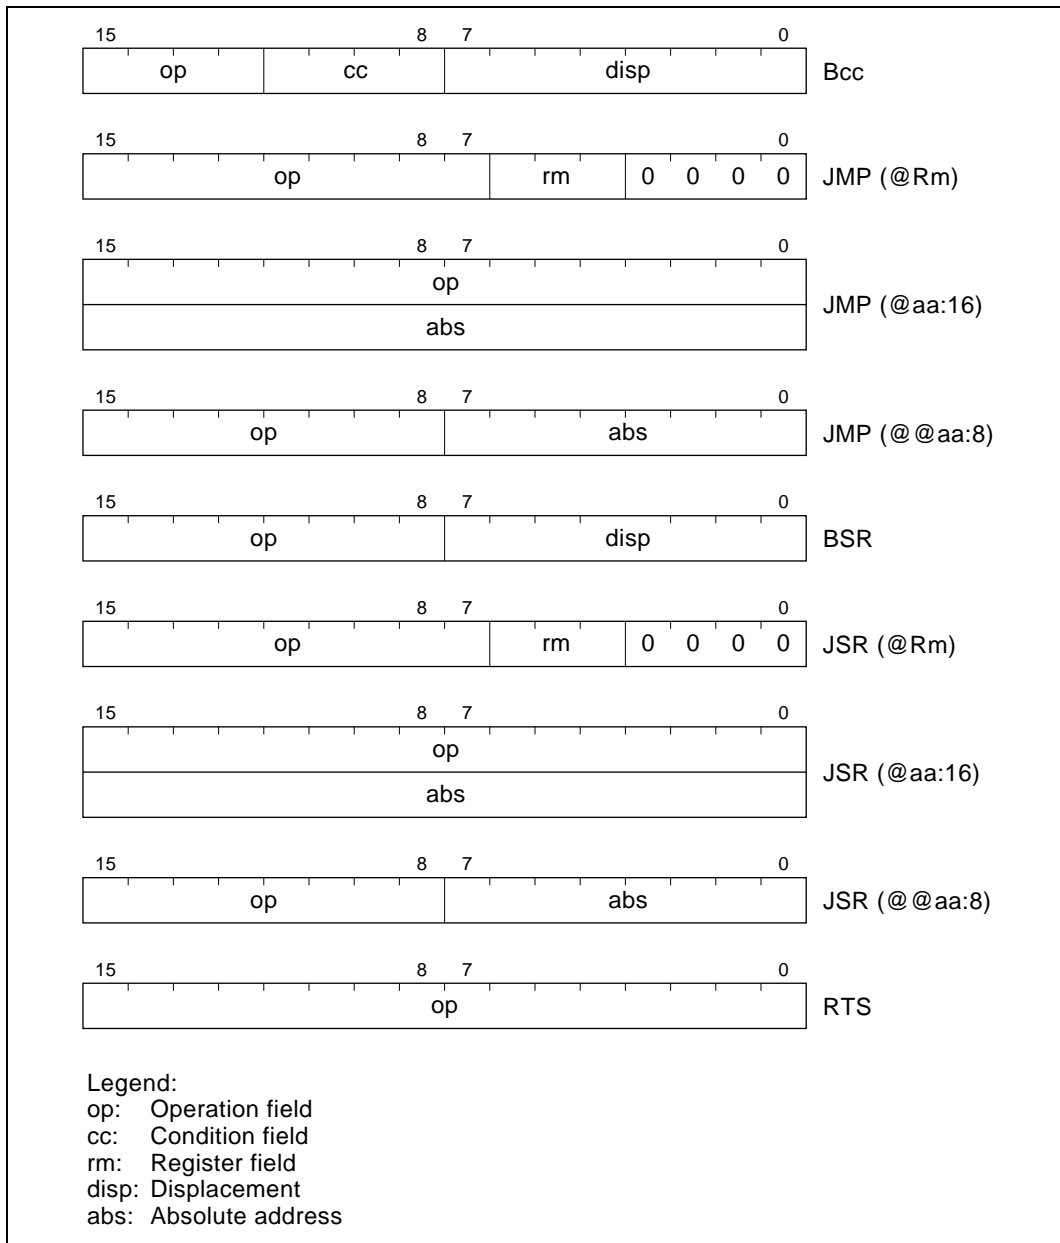 15 8 7 0
op cc disp Bcc
15 8 7 0
op rm 0 0 0 0 JMP (@Rm)
15 8 7 0
op
JMP (@aa:16)
abs
15 8 7 0
op abs JMP (@@aa:8)
15 8 7 0
op disp BSR
15 8 7 0
op rm 0 0 0 0 JSR (@Rm)
15 8 7 0
op
JSR (@aa:16)
abs
15 8 7 0
op abs JSR (@@aa:8)
15 8 7 0
op RTS
Legend:
op: Operation field
cc: Condition field
rm: Register field
disp: Displacement
abs: Absolute address